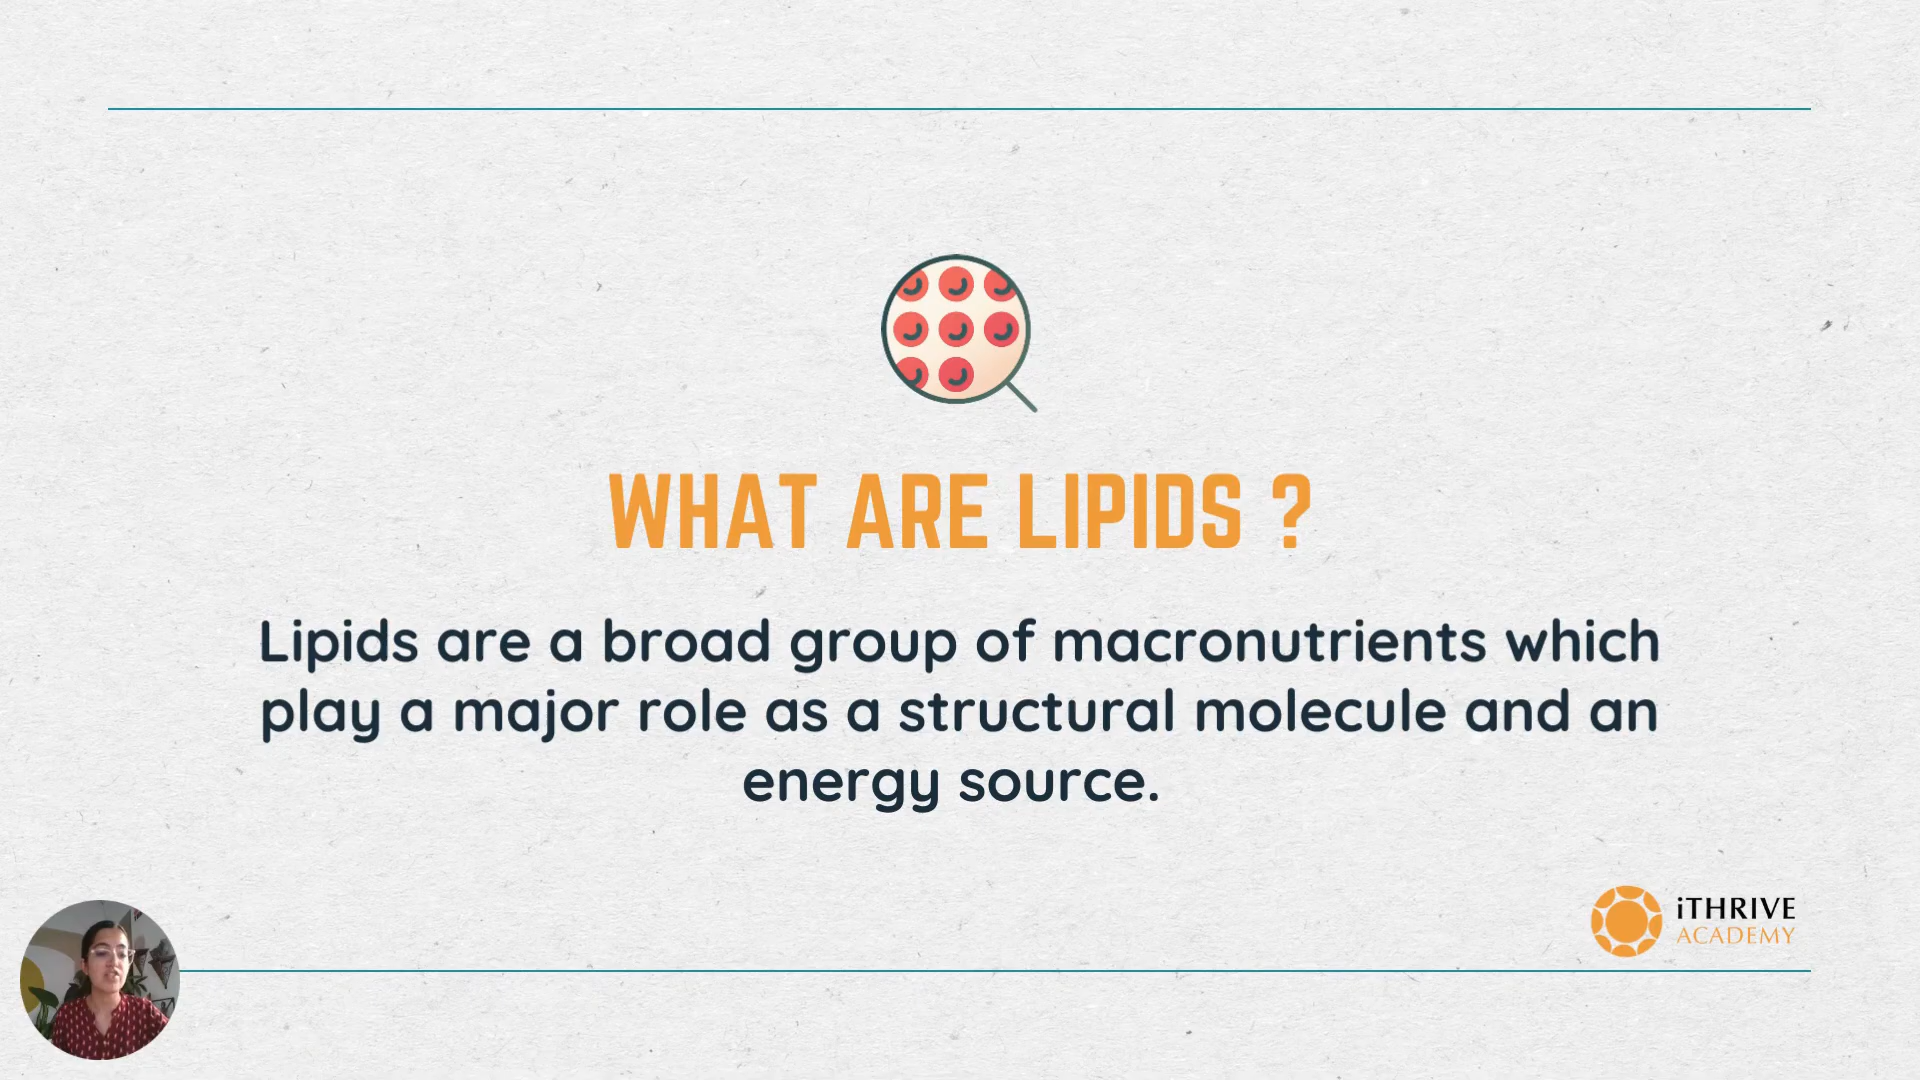 WHAT ARE LIPIDS ?
Lipids are a broad group of macronutrients which
play a major role as a structural molecule and an
energy source.
iTHRIVE
ACADEMY